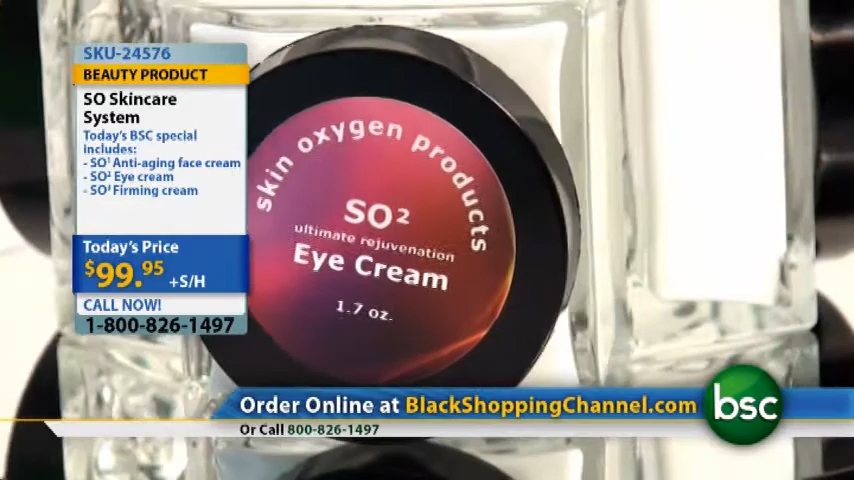 SKU-24576
BEAUTY PRODUCT
SO Skincare
System
Today's BSC special
includes:
- SO¹ Anti-aging face cream
- SO² Eye cream
- SO³ Firming cream
Today's Price
$99.95 +S/H
CALL NOW!
1-800-826-1497
skin oxygen products
SO²
ultimate rejuvenation
Eye Cream
1.7 oz.
Order Online at BlackShoppingChannel.com
Or Call 800-826-1497
bsc